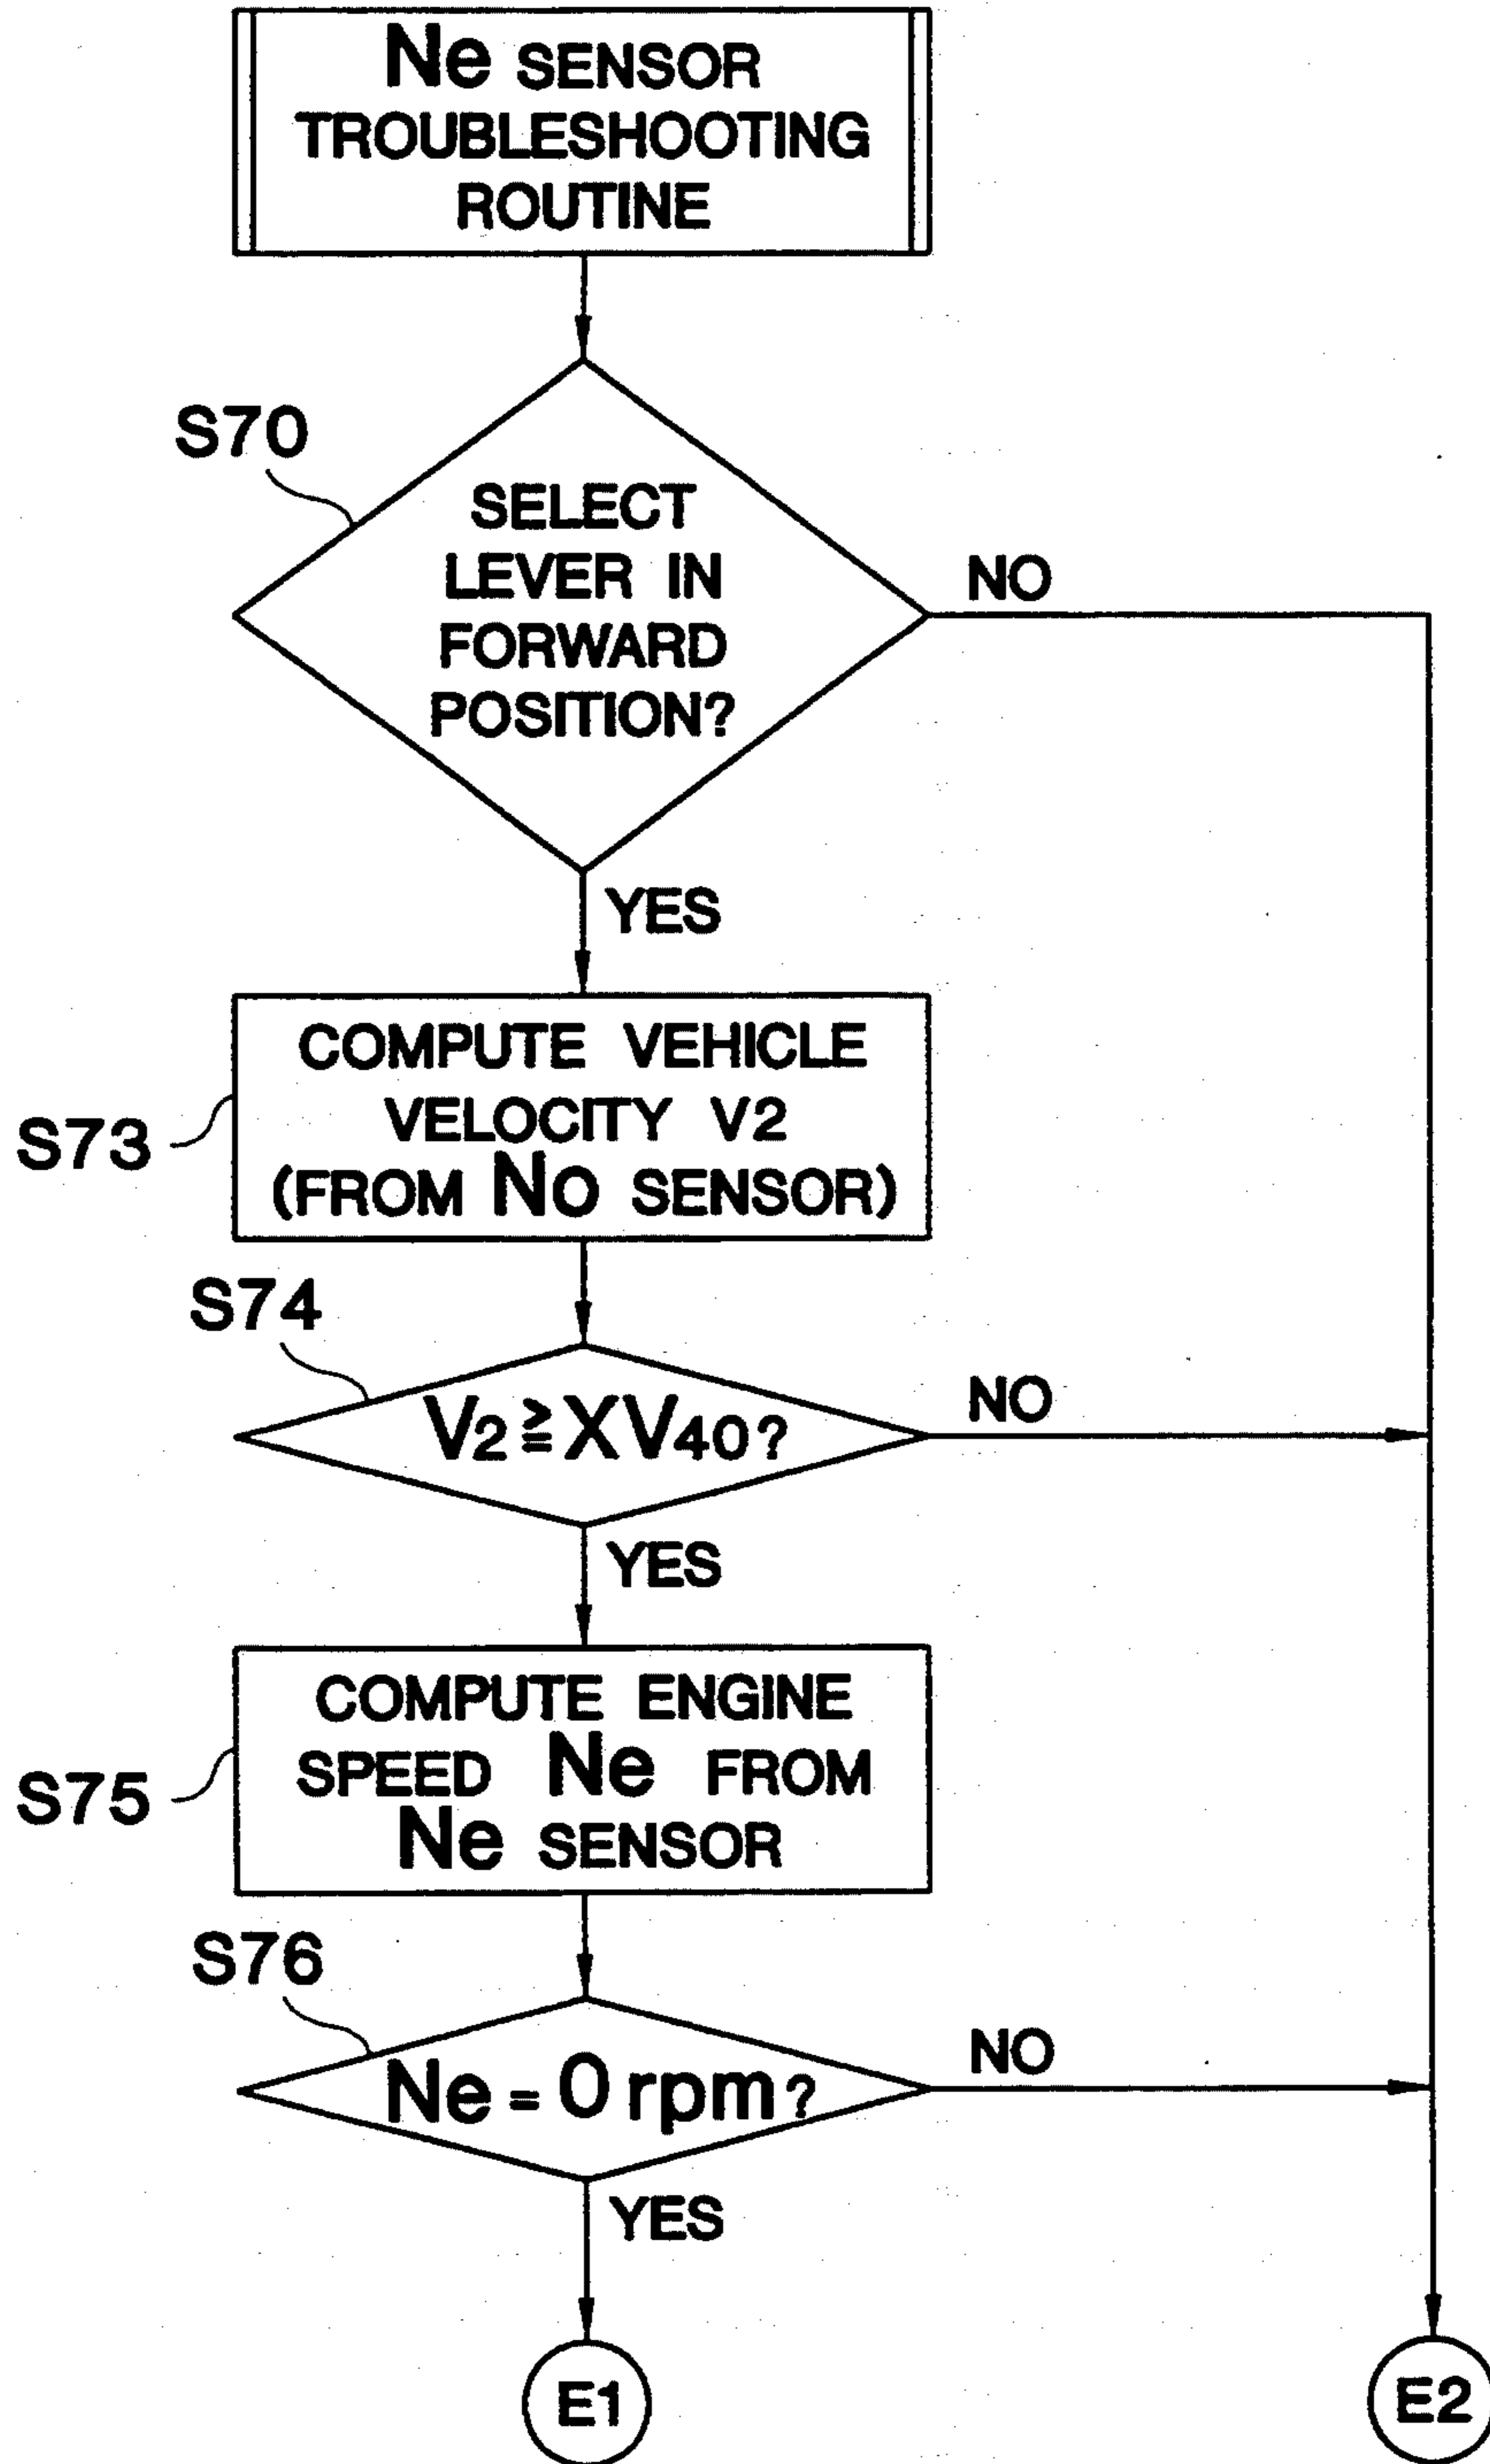 Ne SENSOR
TROUBLESHOOTING
ROUTINE
S70
SELECT
LEVER IN
FORWARD
POSITION?
NO
YES
S73
COMPUTE VEHICLE
VELOCITY V2
(FROM NO SENSOR)
S74
V2≧XV40?
NO
YES
S75
COMPUTE ENGINE
SPEED Ne FROM
Ne SENSOR
S76
Ne=0rpm?
NO
YES
E1
E2